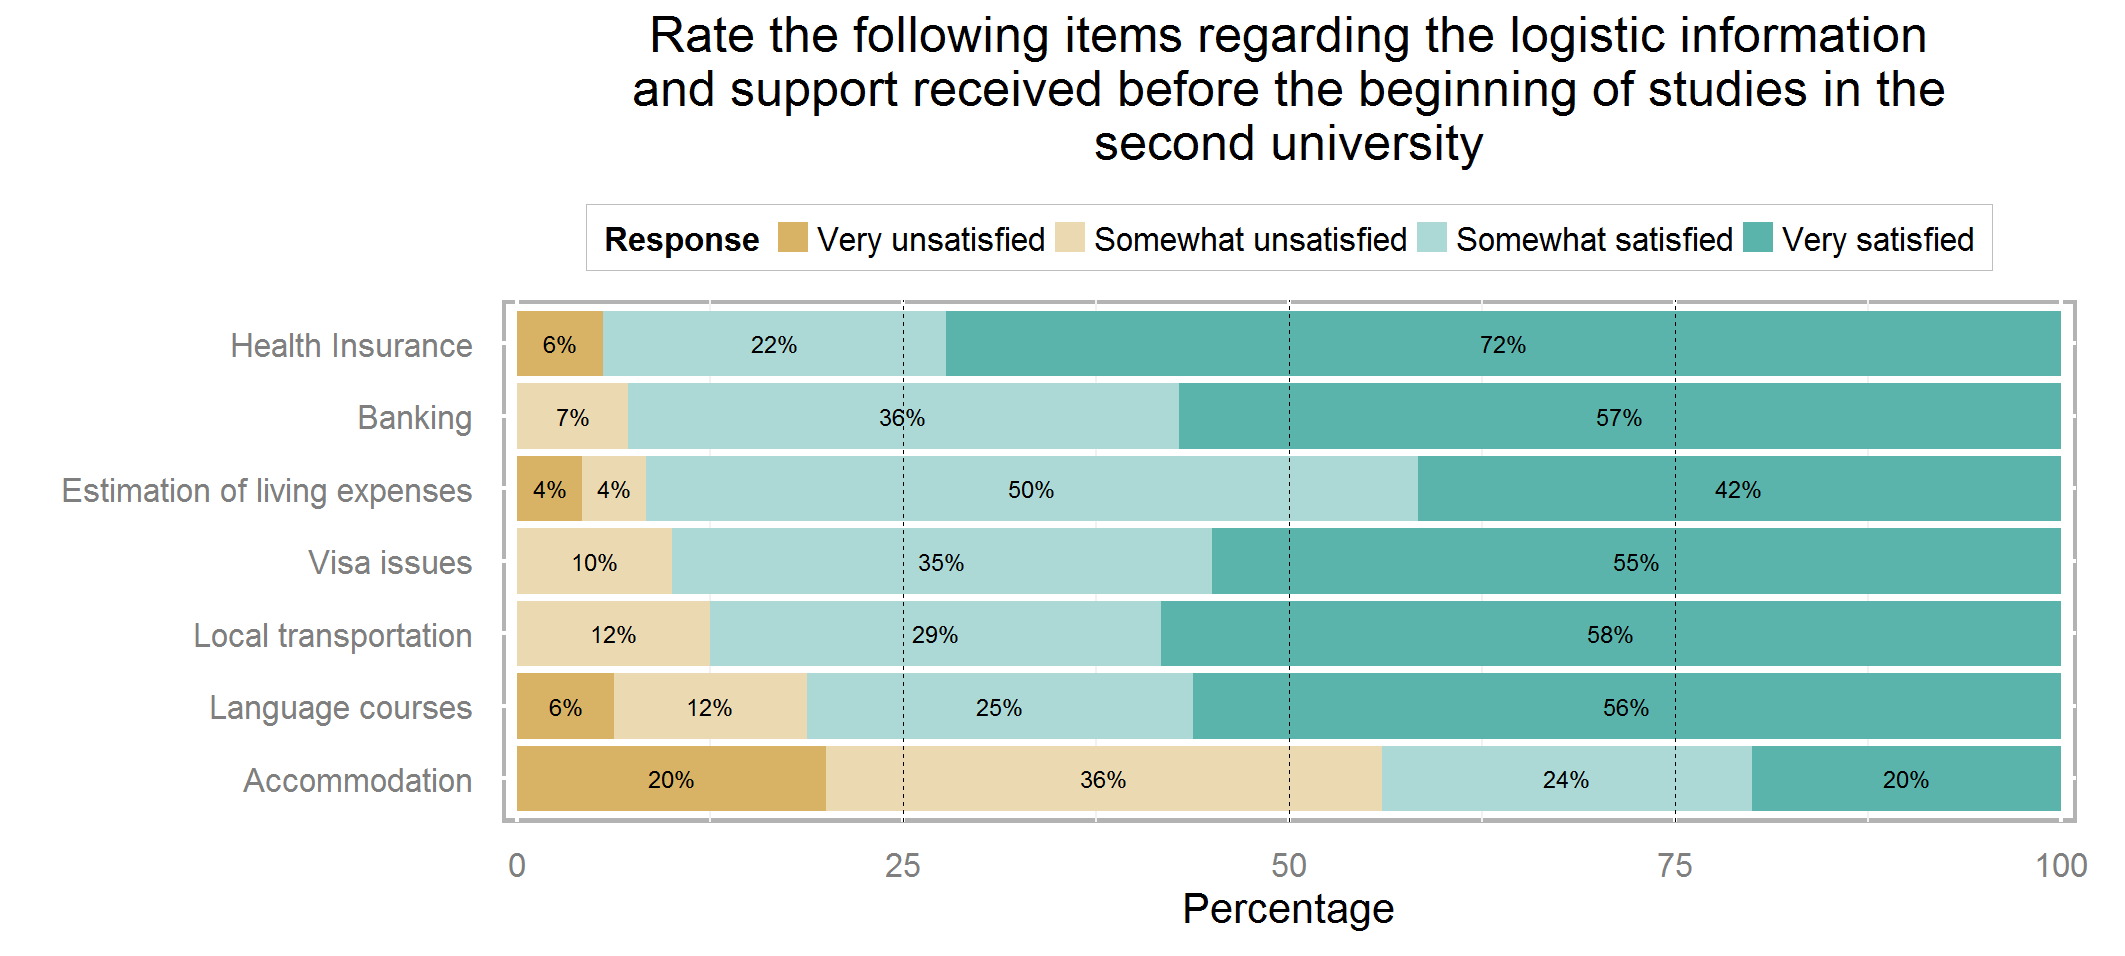 Rate the following items regarding the logistic information
and support received before the beginning of studies in the
second university
Response Very unsatisfied Somewhat unsatisfied Somewhat satisfied Very satisfied
Health Insurance 6% 22% 72%
Banking 7% 36% 57%
Estimation of living expenses 4% 4% 50% 42%
Visa issues 10% 35% 55%
Local transportation 12% 29% 58%
Language courses 6% 12% 25% 56%
Accommodation 20% 36% 24% 20%
0 25 50 75 100
Percentage